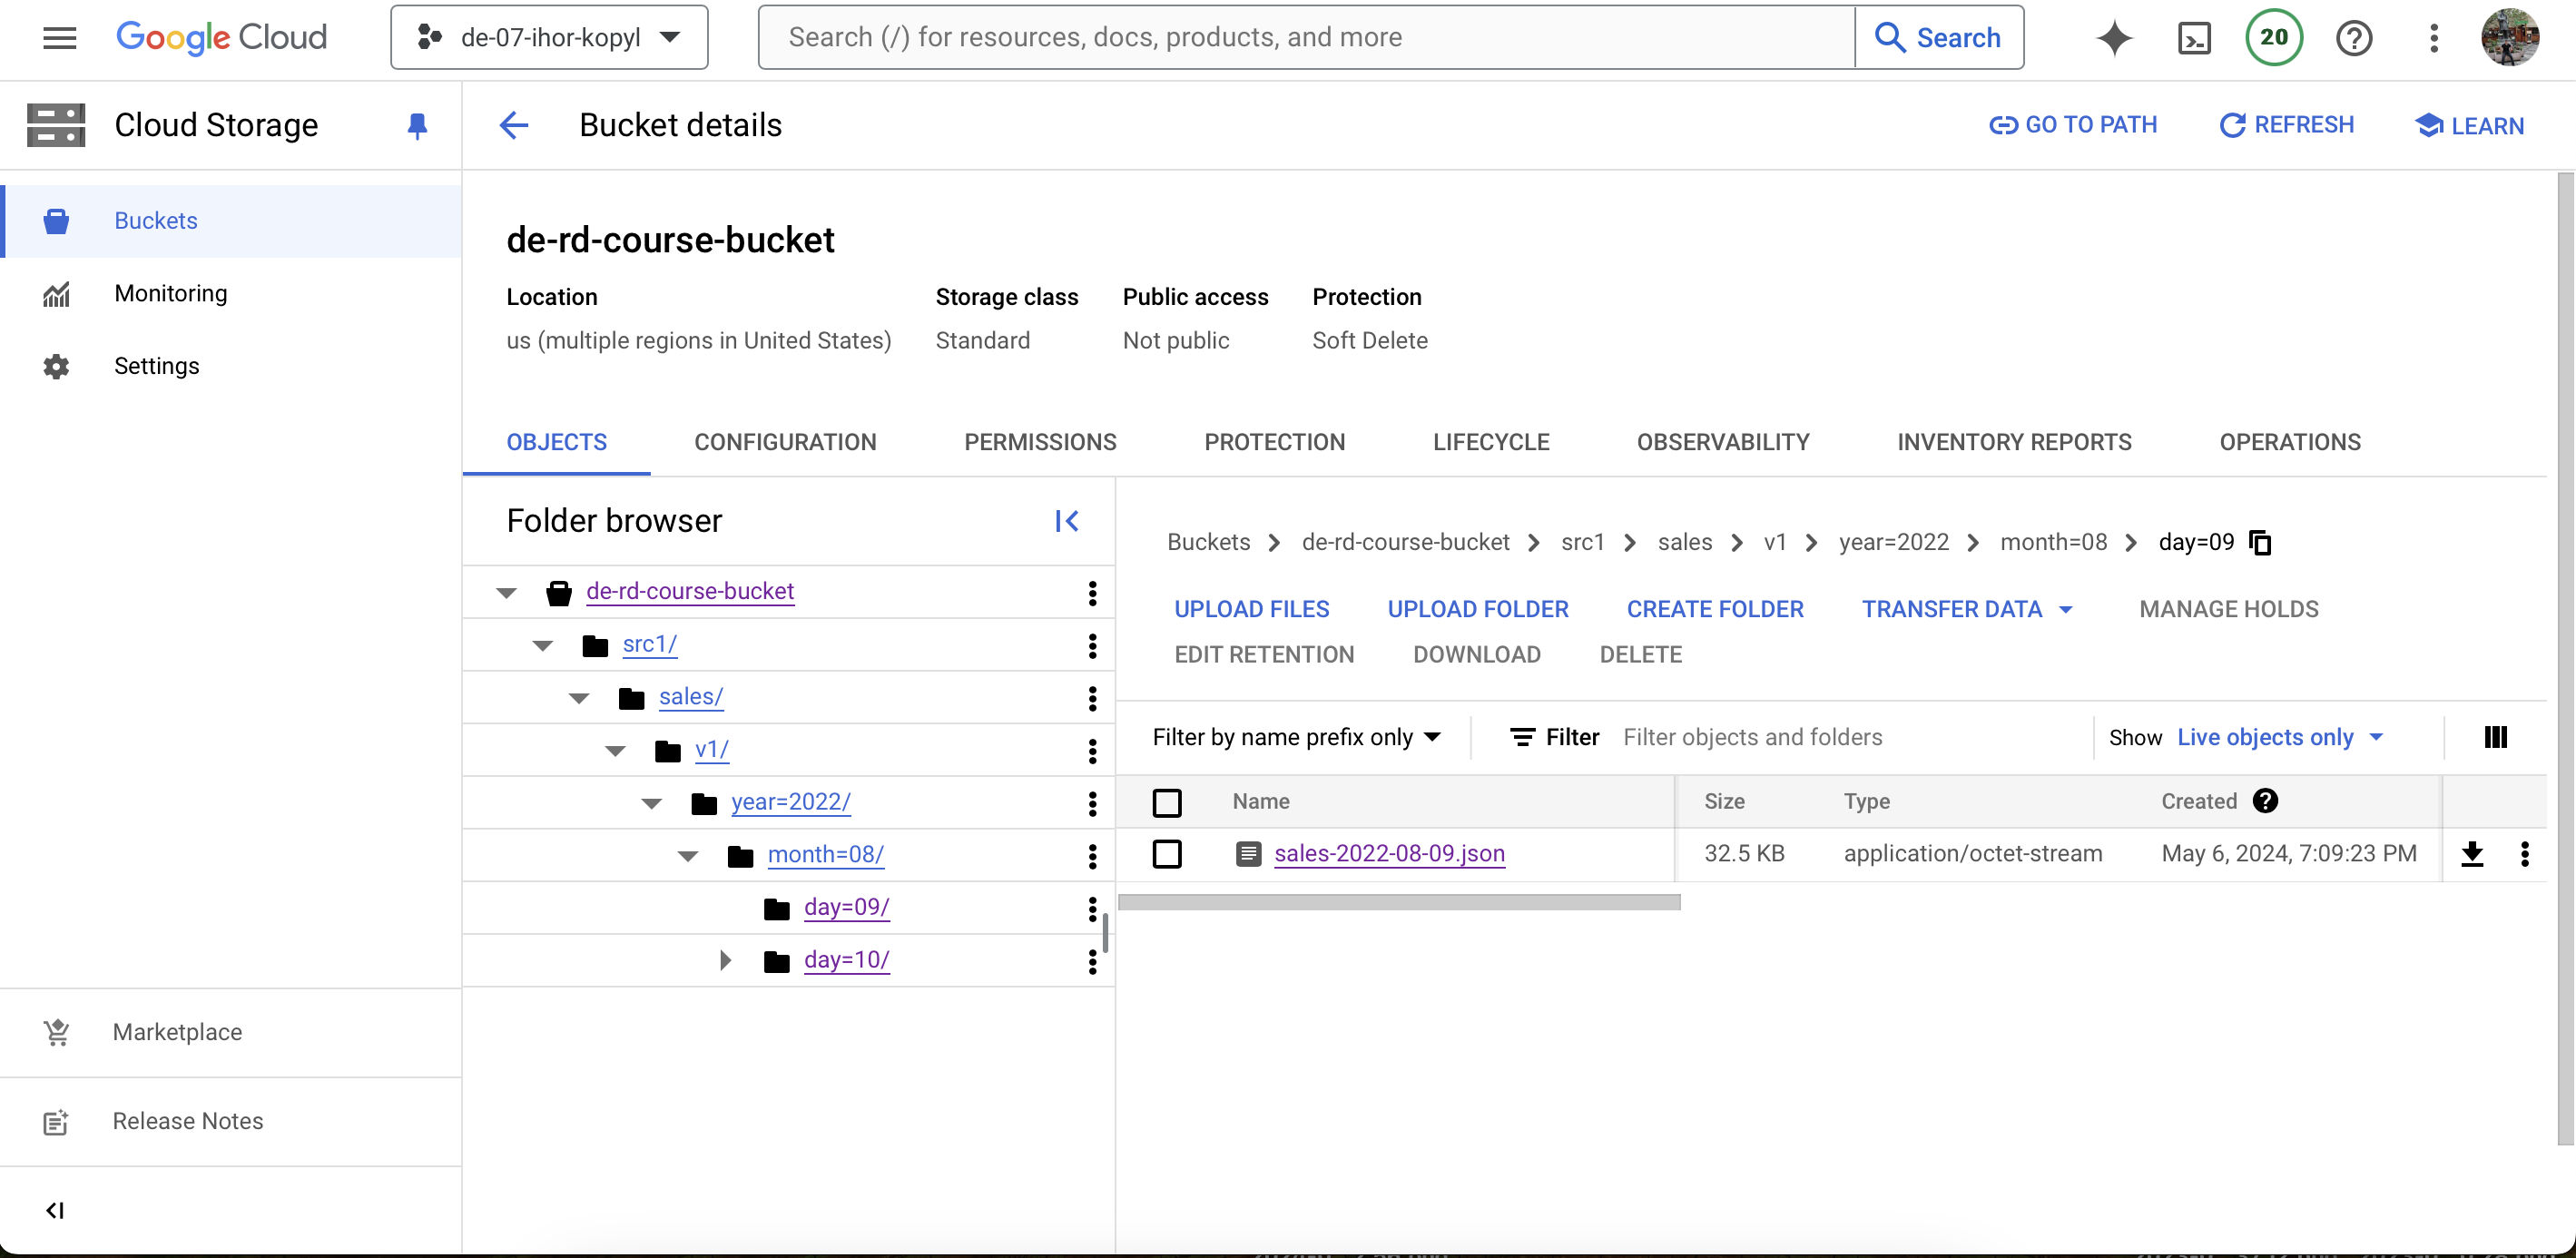 Google Cloud
de-07-ihor-kopyl
Search (/) for resources, docs, products, and more
Search
20
Cloud Storage
Bucket details
GO TO PATH
REFRESH
LEARN
Buckets
Monitoring
Settings
Marketplace
Release Notes
de-rd-course-bucket
Location
Storage class
Public access
Protection
us (multiple regions in United States)
Standard
Not public
Soft Delete
OBJECTS
CONFIGURATION
PERMISSIONS
PROTECTION
LIFECYCLE
OBSERVABILITY
INVENTORY REPORTS
OPERATIONS
Folder browser
de-rd-course-bucket
src1/
sales/
v1/
year=2022/
month=08/
day=09/
day=10/
Buckets > de-rd-course-bucket > src1 > sales > v1 > year=2022 > month=08 > day=09
UPLOAD FILES
UPLOAD FOLDER
CREATE FOLDER
TRANSFER DATA
MANAGE HOLDS
EDIT RETENTION
DOWNLOAD
DELETE
Filter by name prefix only
Filter
Filter objects and folders
Show
Live objects only
Name
Size
Type
Created
sales-2022-08-09.json
32.5 KB
application/octet-stream
May 6, 2024, 7:09:23 PM